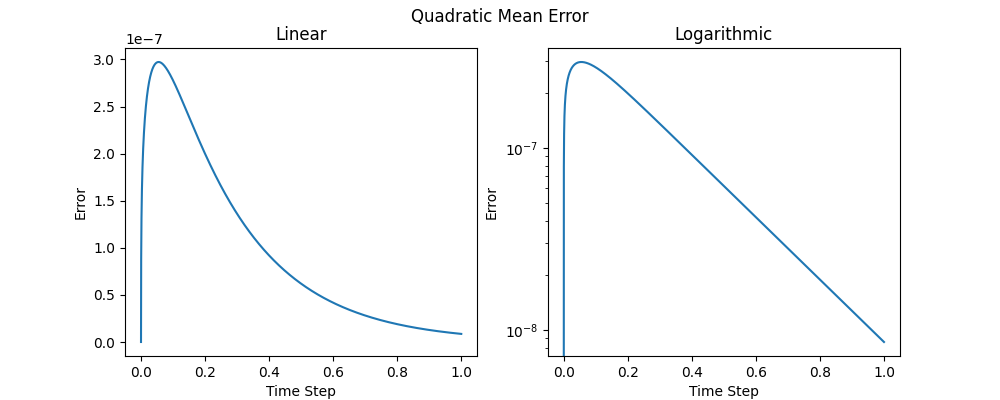 Quadratic Mean Error
Linear
1e−7
3.0
2.5
2.0
1.5
1.0
0.5
0.0
Error
0.0 0.2 0.4 0.6 0.8 1.0
Time Step
Logarithmic
10⁻⁷
10⁻⁸
Error
0.0 0.2 0.4 0.6 0.8 1.0
Time Step